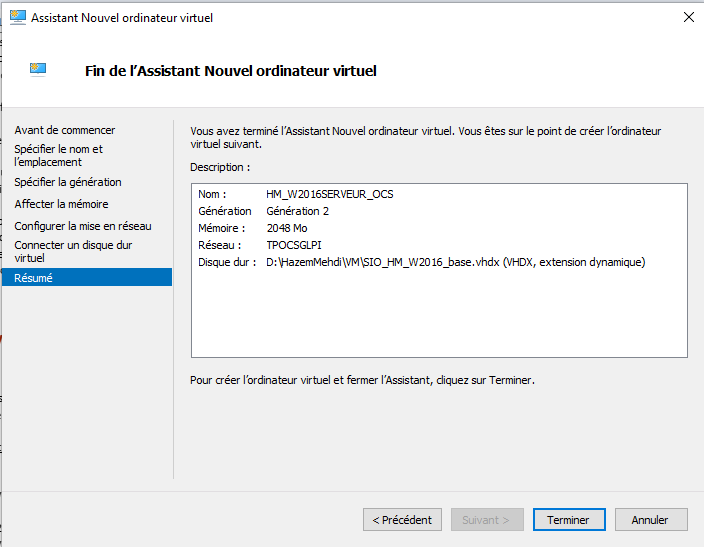 Assistant Nouvel ordinateur virtuel
Fin de l'Assistant Nouvel ordinateur virtuel
Avant de commencer
Spécifier le nom et
l'emplacement
Spécifier la génération
Affecter la mémoire
Configurer la mise en réseau
Connecter un disque dur
virtuel
Résumé
Vous avez terminé l'Assistant Nouvel ordinateur virtuel. Vous êtes sur le point de créer l'ordinateur
virtuel suivant.
Description :
Nom : HM_W2016SERVEUR_OCS
Génération Génération 2
Mémoire : 2048 Mo
Réseau : TPOCSGLPI
Disque dur : D:\HazemMehdi\VM\SIO_HM_W2016_base.vhdx (VHDX, extension dynamique)
Pour créer l'ordinateur virtuel et fermer l'Assistant, cliquez sur Terminer.
< Précédent
Suivant >
Terminer
Annuler